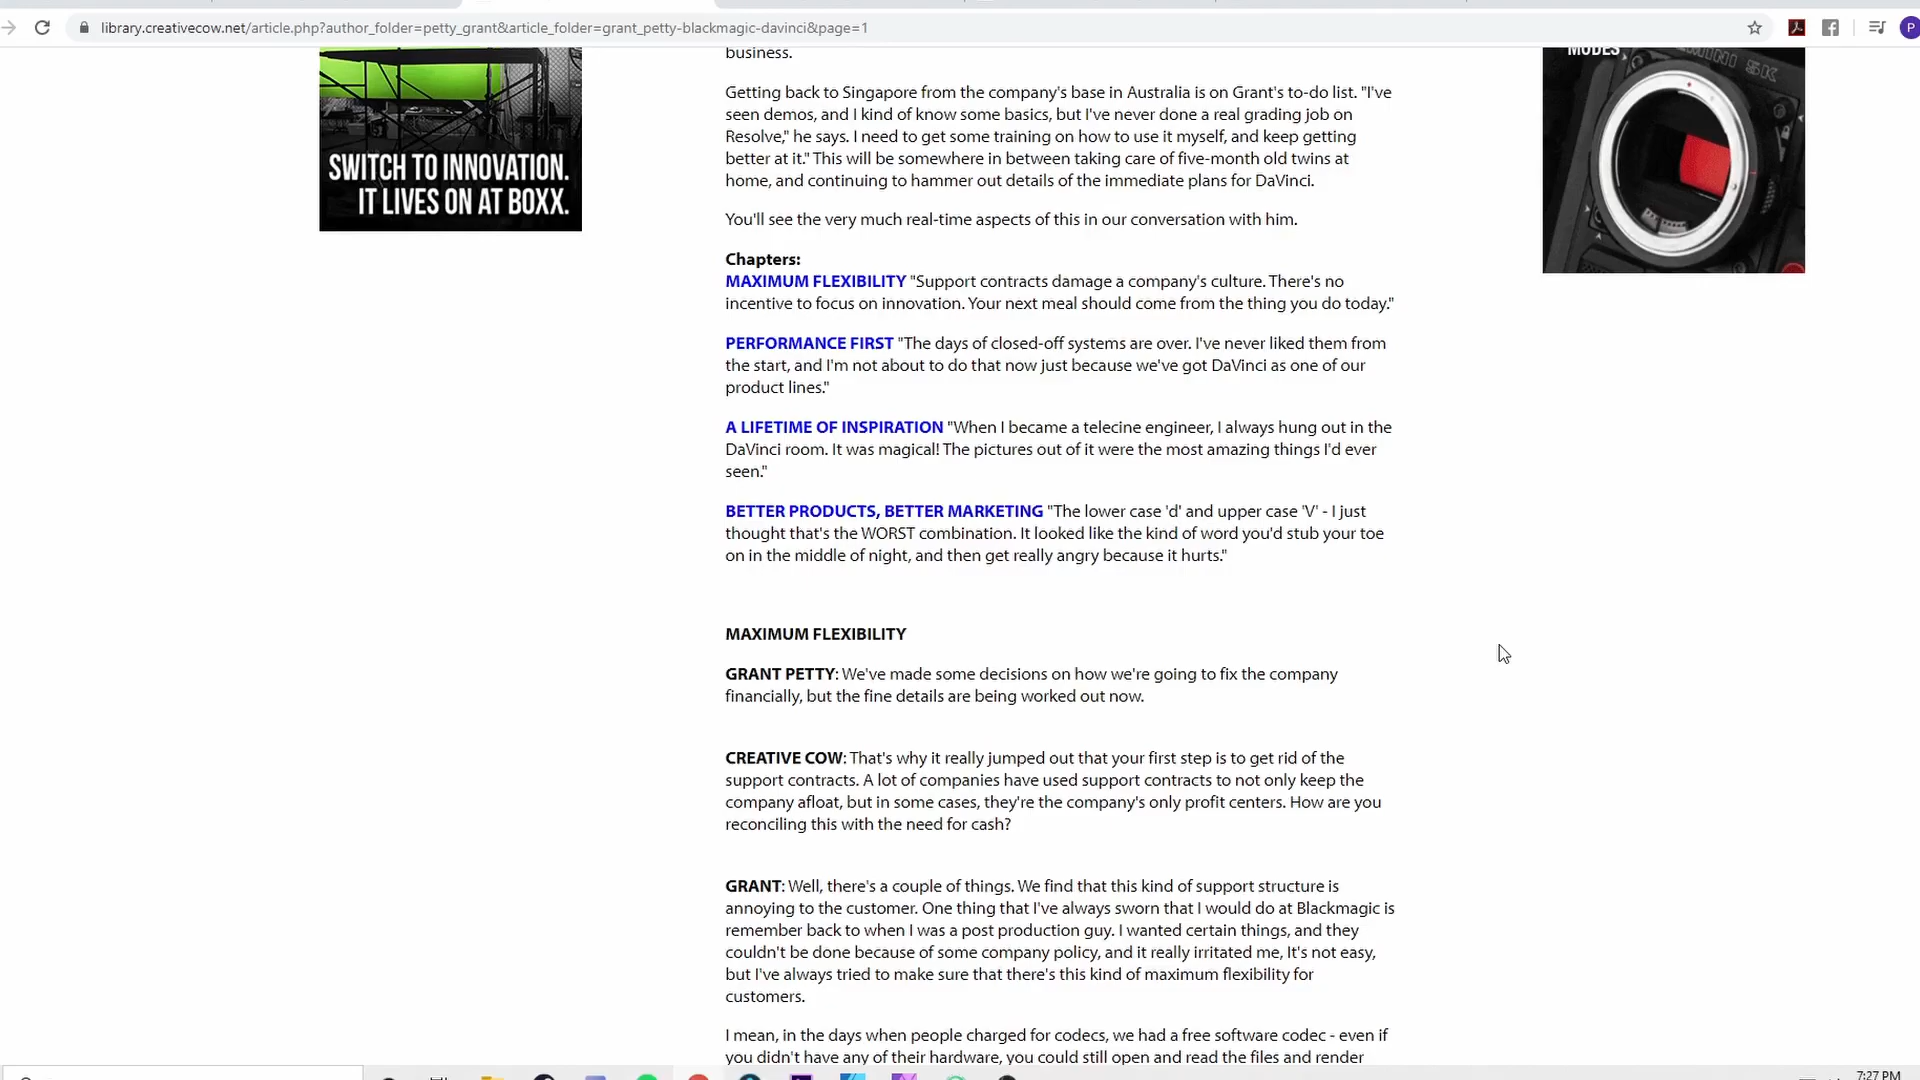 library.creativecow.net/article.php?author_folder=petty_grant&article_folder=grant_petty-blackmagic-davinci&page=1
P
SWITCH TO INNOVATION.
IT LIVES ON AT BOXX.
MODES
MINI 5K
business.
Getting back to Singapore from the company's base in Australia is on Grant's to-do list. "I've
seen demos, and I kind of know some basics, but I've never done a real grading job on
Resolve," he says. I need to get some training on how to use it myself, and keep getting
better at it." This will be somewhere in between taking care of five-month old twins at
home, and continuing to hammer out details of the immediate plans for DaVinci.
You'll see the very much real-time aspects of this in our conversation with him.
Chapters:
MAXIMUM FLEXIBILITY "Support contracts damage a company's culture. There's no
incentive to focus on innovation. Your next meal should come from the thing you do today."
PERFORMANCE FIRST "The days of closed-off systems are over. I've never liked them from
the start, and I'm not about to do that now just because we've got DaVinci as one of our
product lines."
A LIFETIME OF INSPIRATION "When I became a telecine engineer, I always hung out in the
DaVinci room. It was magical! The pictures out of it were the most amazing things I'd ever
seen."
BETTER PRODUCTS, BETTER MARKETING "The lower case 'd' and upper case 'V' - I just
thought that's the WORST combination. It looked like the kind of word you'd stub your toe
on in the middle of night, and then get really angry because it hurts."
MAXIMUM FLEXIBILITY
GRANT PETTY: We've made some decisions on how we're going to fix the company
financially, but the fine details are being worked out now.
CREATIVE COW: That's why it really jumped out that your first step is to get rid of the
support contracts. A lot of companies have used support contracts to not only keep the
company afloat, but in some cases, they're the company's only profit centers. How are you
reconciling this with the need for cash?
GRANT: Well, there's a couple of things. We find that this kind of support structure is
annoying to the customer. One thing that I've always sworn that I would do at Blackmagic is
remember back to when I was a post production guy. I wanted certain things, and they
couldn't be done because of some company policy, and it really irritated me, It's not easy,
but I've always tried to make sure that there's this kind of maximum flexibility for
customers.
I mean, in the days when people charged for codecs, we had a free software codec - even if
you didn't have any of their hardware, you could still open and read the files and render
7:27 PM